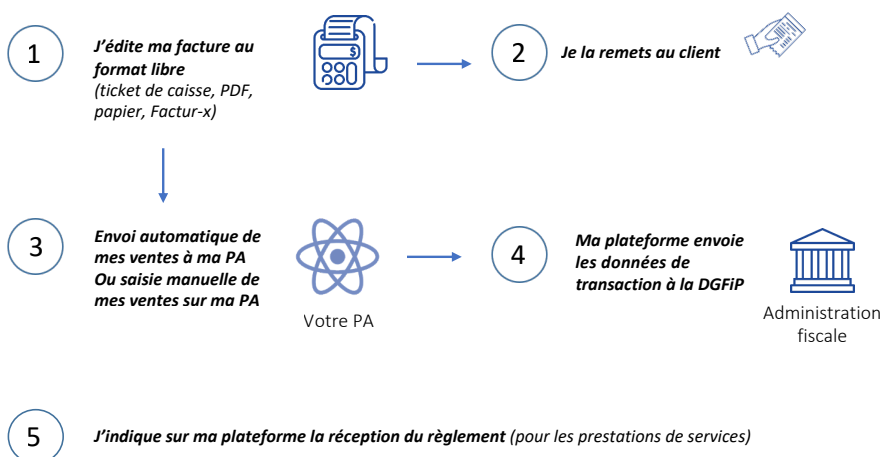 1
J’édite ma facture au
format libre
(ticket de caisse, PDF,
papier, Factur-x)
$
2
Je la remets au client
3
Envoi automatique de
mes ventes à ma PA
Ou saisie manuelle de
mes ventes sur ma PA
Votre PA
4
Ma plateforme envoie
les données de
transaction à la DGFiP
Administration
fiscale
5
J’indique sur ma plateforme la réception du règlement (pour les prestations de services)